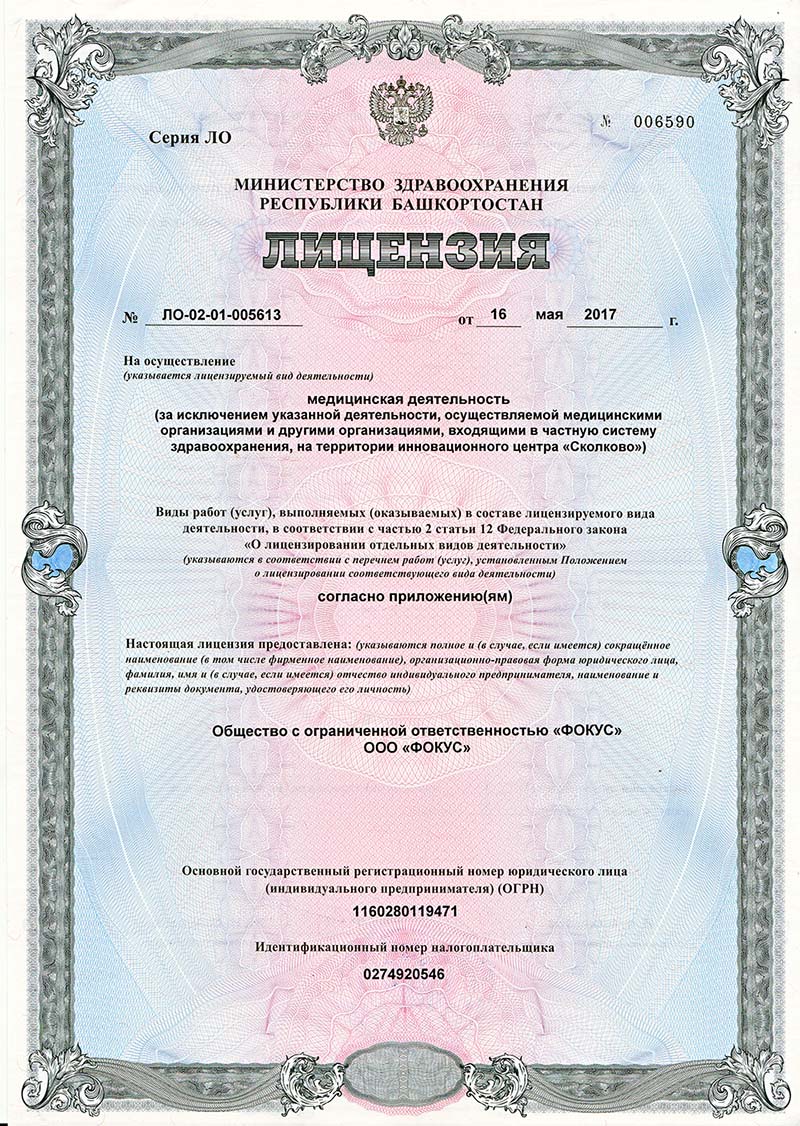 Серия ЛО
№ 006590
МИНИСТЕРСТВО ЗДРАВООХРАНЕНИЯ
РЕСПУБЛИКИ БАШКОРТОСТАН
ЛИЦЕНЗИЯ
№ ЛО-02-01-005613 от 16 мая 2017 г.
На осуществление
(указывается лицензируемый вид деятельности)
медицинская деятельность
(за исключением указанной деятельности, осуществляемой медицинскими
организациями и другими организациями, входящими в частную систему
здравоохранения, на территории инновационного центра «Сколково»)
Виды работ (услуг), выполняемых (оказываемых) в составе лицензируемого вида
деятельности, в соответствии с частью 2 статьи 12 Федерального закона
«О лицензировании отдельных видов деятельности»
(указываются в соответствии с перечнем работ (услуг), установленным Положением
о лицензировании соответствующего вида деятельности)
согласно приложению(ям)
Настоящая лицензия предоставлена: (указываются полное и (в случае, если имеется) сокращённое
наименование (в том числе фирменное наименование), организационно-правовая форма юридического лица,
фамилия, имя и (в случае, если имеется) отчество индивидуального предпринимателя, наименование и
реквизиты документа, удостоверяющего его личность)
Общество с ограниченной ответственностью «ФОКУС»
ООО «ФОКУС»
Основной государственный регистрационный номер юридического лица
(индивидуального предпринимателя) (ОГРН)
1160280119471
Идентификационный номер налогоплательщика
0274920546